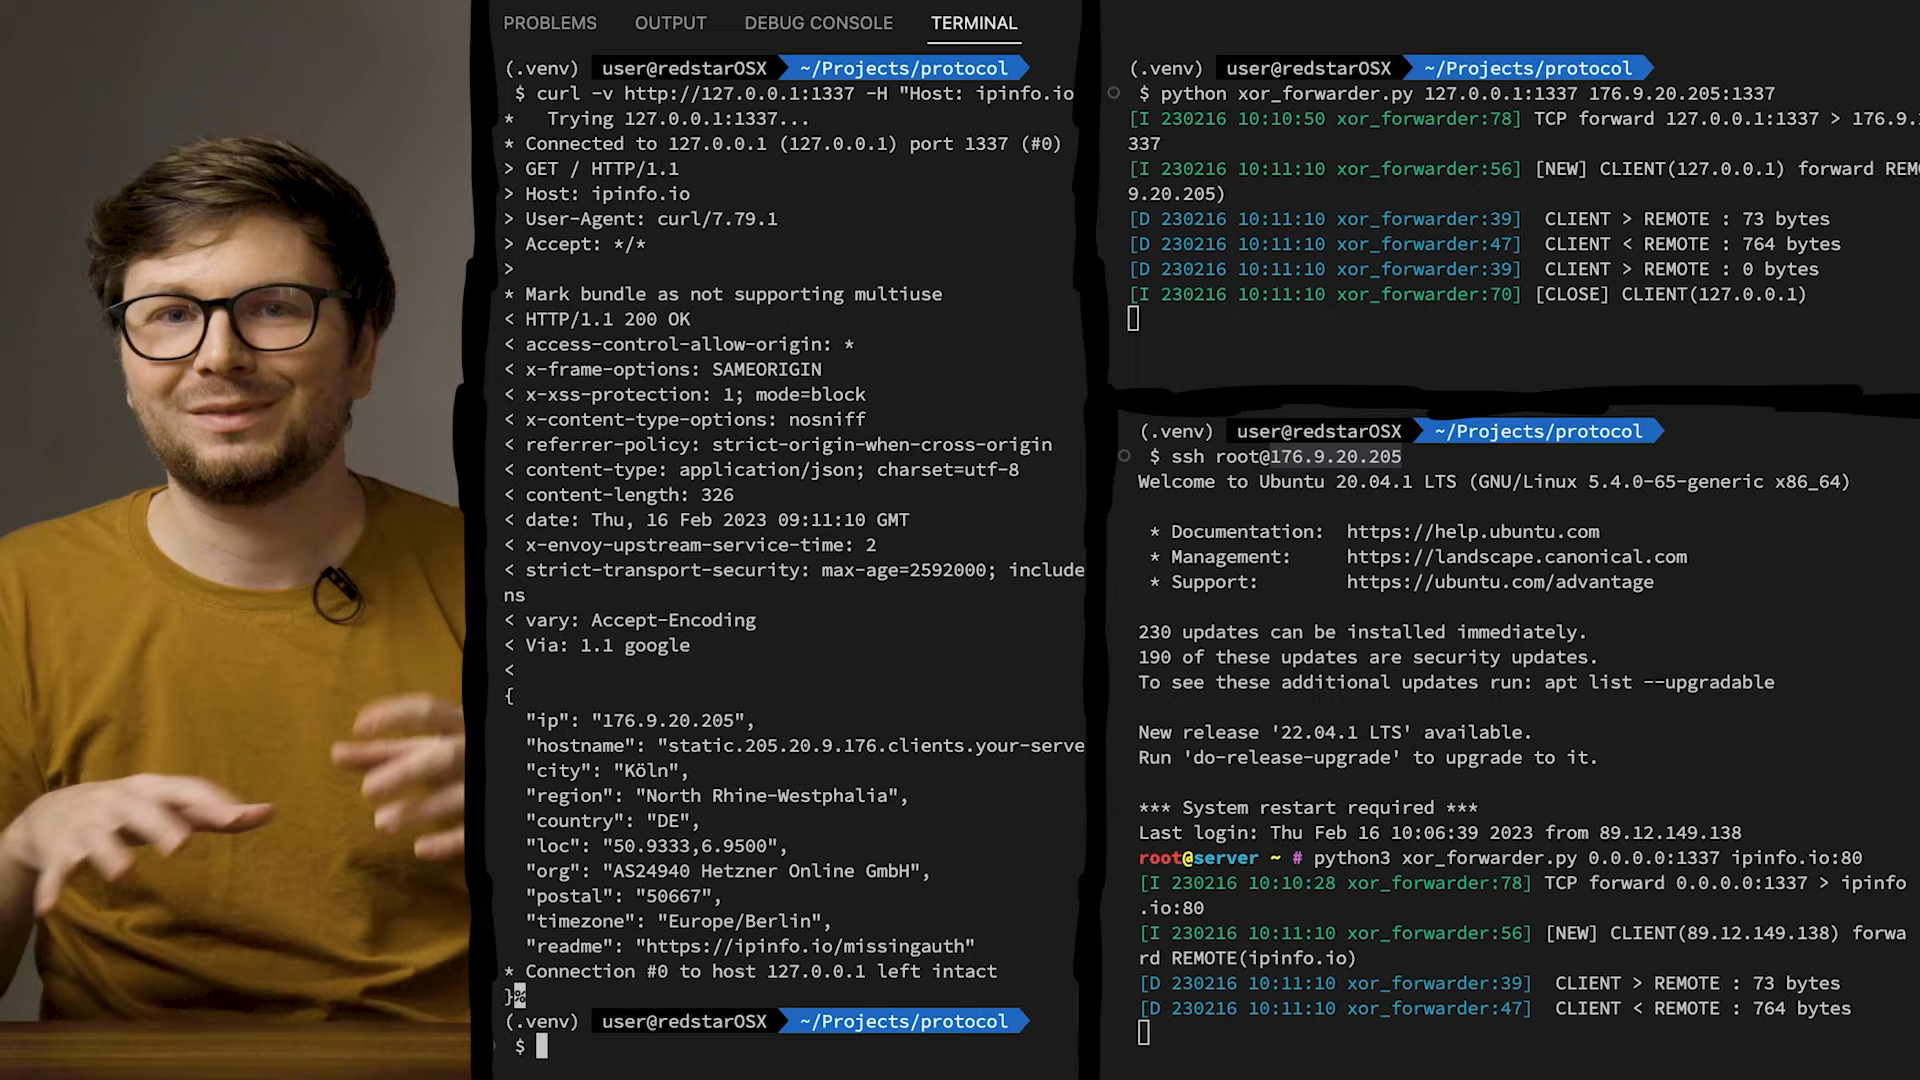 PROBLEMS OUTPUT DEBUG CONSOLE TERMINAL
(.venv) user@redstarOSX ~/Projects/protocol
$ curl -v http://127.0.0.1:1337 -H "Host: ipinfo.io
* Trying 127.0.0.1:1337...
* Connected to 127.0.0.1 (127.0.0.1) port 1337 (#0)
> GET / HTTP/1.1
> Host: ipinfo.io
> User-Agent: curl/7.79.1
> Accept: */*
>
* Mark bundle as not supporting multiuse
< HTTP/1.1 200 OK
< access-control-allow-origin: *
< x-frame-options: SAMEORIGIN
< x-xss-protection: 1; mode=block
< x-content-type-options: nosniff
< referrer-policy: strict-origin-when-cross-origin
< content-type: application/json; charset=utf-8
< content-length: 326
< date: Thu, 16 Feb 2023 09:11:10 GMT
< x-envoy-upstream-service-time: 2
< strict-transport-security: max-age=2592000; include
ns
< vary: Accept-Encoding
< Via: 1.1 google
<
{
"ip": "176.9.20.205",
"hostname": "static.205.20.9.176.clients.your-serve
"city": "Köln",
"region": "North Rhine-Westphalia",
"country": "DE",
"loc": "50.9333,6.9500",
"org": "AS24940 Hetzner Online GmbH",
"postal": "50667",
"timezone": "Europe/Berlin",
"readme": "https://ipinfo.io/missingauth"
* Connection #0 to host 127.0.0.1 left intact
}%
(.venv) user@redstarOSX ~/Projects/protocol
$
(.venv) user@redstarOSX ~/Projects/protocol
$ python xor_forwarder.py 127.0.0.1:1337 176.9.20.205:1337
[I 230216 10:10:50 xor_forwarder:78] TCP forward 127.0.0.1:1337 > 176.9.
337
[I 230216 10:11:10 xor_forwarder:56] [NEW] CLIENT(127.0.0.1) forward REM
9.20.205)
[D 230216 10:11:10 xor_forwarder:39] CLIENT > REMOTE : 73 bytes
[D 230216 10:11:10 xor_forwarder:47] CLIENT < REMOTE : 764 bytes
[D 230216 10:11:10 xor_forwarder:39] CLIENT > REMOTE : 0 bytes
[I 230216 10:11:10 xor_forwarder:70] [CLOSE] CLIENT(127.0.0.1)
(.venv) user@redstarOSX ~/Projects/protocol
$ ssh root@176.9.20.205
Welcome to Ubuntu 20.04.1 LTS (GNU/Linux 5.4.0-65-generic x86_64)
* Documentation: https://help.ubuntu.com
* Management: https://landscape.canonical.com
* Support: https://ubuntu.com/advantage
230 updates can be installed immediately.
190 of these updates are security updates.
To see these additional updates run: apt list --upgradable
New release '22.04.1 LTS' available.
Run 'do-release-upgrade' to upgrade to it.
*** System restart required ***
Last login: Thu Feb 16 10:06:39 2023 from 89.12.149.138
root@server ~ # python3 xor_forwarder.py 0.0.0.0:1337 ipinfo.io:80
[I 230216 10:10:28 xor_forwarder:78] TCP forward 0.0.0.0:1337 > ipinfo
.io:80
[I 230216 10:11:10 xor_forwarder:56] [NEW] CLIENT(89.12.149.138) forwa
rd REMOTE(ipinfo.io)
[D 230216 10:11:10 xor_forwarder:39] CLIENT > REMOTE : 73 bytes
[D 230216 10:11:10 xor_forwarder:47] CLIENT < REMOTE : 764 bytes